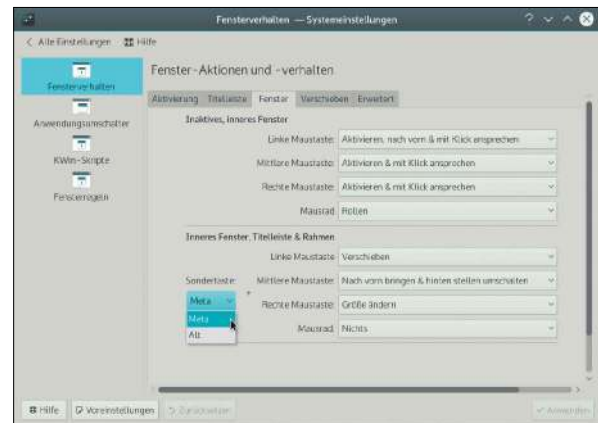 Fensterverhalten — Systemeinstellungen
< Alle Einstellungen Hilfe
Fensterverhalten
Anwendungsumschalter
KWin-Skripte
Fensterregeln
Fenster-Aktionen und -verhalten
Aktivierung Titelleiste Fenster Verschieben Erweitert
Inaktives, inneres Fenster
Linke Maustaste: Aktivieren, nach vorn & mit Klick ansprechen
Mittlere Maustaste: Aktivieren & mit Klick ansprechen
Rechte Maustaste: Aktivieren & mit Klick ansprechen
Mausrad: Rollen
Inneres Fenster, Titelleiste & Rahmen
Linke Maustaste: Verschieben
Sondertaste: Mittlere Maustaste: Nach vorn bringen & hinten stellen umschalten
Meta + Rechte Maustaste: Größe ändern
Meta
Mausrad: Nichts
Alt
Hilfe Voreinstellungen Zurücksetzen Anwenden